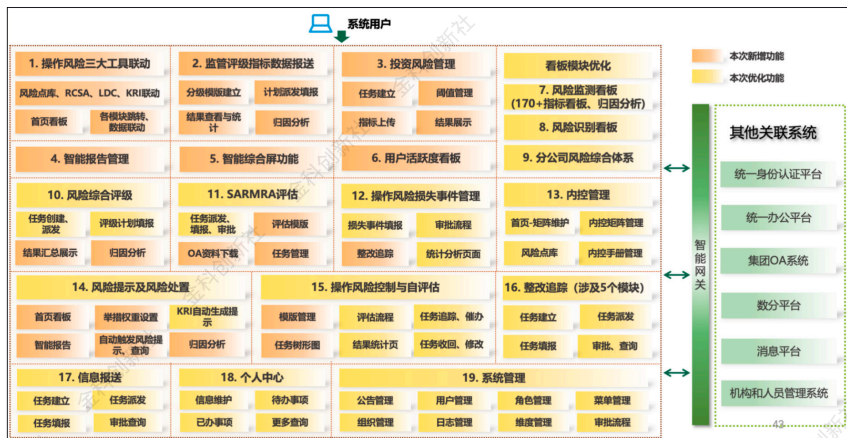 系统用户
1. 操作风险三大工具联动
风险点库、RCSA、LDC、KRI联动
首页看板
各模块跳转、
数据联动
2. 监管评级指标数据报送
分级模版建立
计划派发填报
结果查看与统
计
归因分析
3. 投资风险管理
任务建立
阈值管理
指标上传
结果展示
看板模块优化
7. 风险监测看板
(170+指标看板、归因分析)
8. 风险识别看板
4. 智能报告管理
5. 智能综合屏功能
6. 用户活跃度看板
9. 分公司风险综合体系
10. 风险综合评级
任务创建、
派发
评级计划填报
结果汇总展示
归因分析
11. SARMRA评估
任务派发、
填报、审批
评估模版
OA资料下载
任务管理
12. 操作风险损失事件管理
损失事件填报
审批流程
整改追踪
统计分析页面
13. 内控管理
首页-矩阵维护
内控矩阵管理
风险点库
内控手册管理
14. 风险提示及风险处置
首页看板
举措权重设置
KRI自动生成提
示
智能报告
自动触发风险提
示、查询
归因分析
15. 操作风险控制与自评估
模版管理
评估流程
任务追踪、催办
任务树形图
结果统计页
任务收回、修改
16. 整改追踪（涉及5个模块）
任务建立
任务派发
任务填报
审批、查询
17. 信息报送
任务建立
任务派发
任务填报
审批查询
18. 个人中心
信息维护
待办事项
已办事项
更多查询
19. 系统管理
公告管理
用户管理
角色管理
菜单管理
组织管理
日志管理
维度管理
审批流程
本次新增功能
本次优化功能
智能网关
其他关联系统
统一身份认证平台
统一办公平台
集团OA系统
数分平台
消息平台
机构和人员管理系统
43
金科创新社
金科创新社
金科创新社
金科创新社